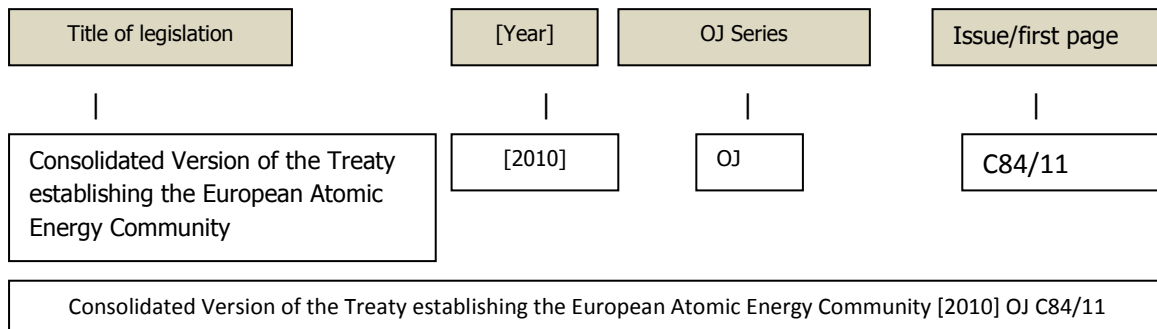 Title of legislation [Year] OJ Series Issue/first page
| | | |
Consolidated Version of the Treaty [2010] OJ C84/11
establishing the European Atomic
Energy Community
Consolidated Version of the Treaty establishing the European Atomic Energy Community [2010] OJ C84/11